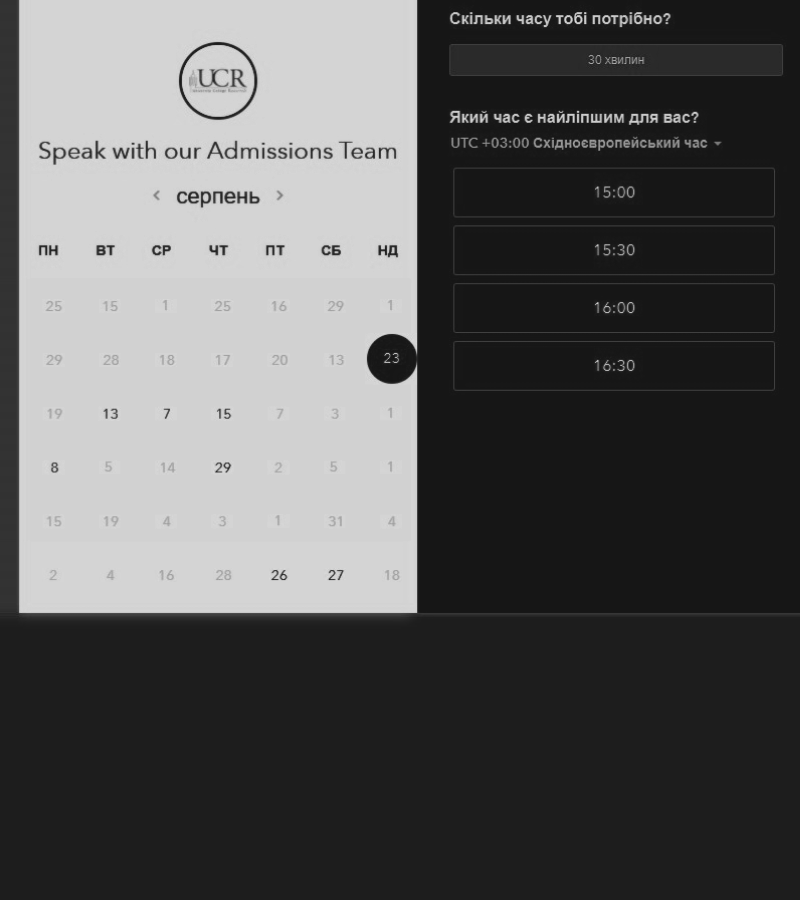 UCR
Speak with our Admissions Team
серпень
ПН ВТ СР ЧТ ПТ СБ НД
25 15 1 25 16 29 1
29 28 18 17 20 13 23
19 13 7 15 7 3 1
8 5 14 29 2 5 1
15 19 4 3 1 31 4
2 4 16 28 26 27 18
Скільки часу тобі потрібно?
30 хвилин
Який час є найліпшим для вас?
UTC +03:00 Східноєвропейський час
15:00
15:30
16:00
16:30